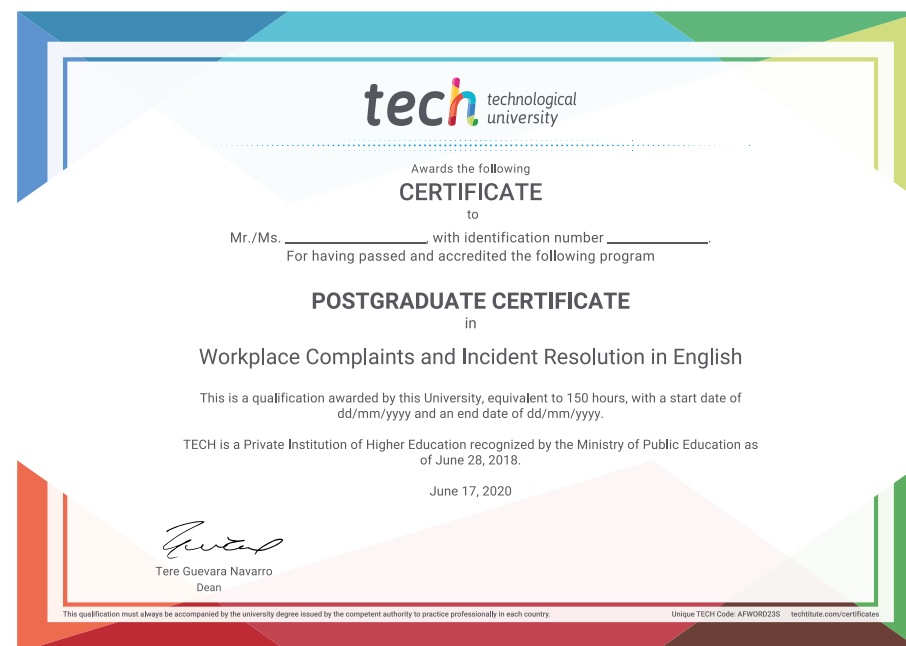 tech technological
university
Awards the following
CERTIFICATE
to
Mr./Ms. ____________________, with identification number ______________.
For having passed and accredited the following program
POSTGRADUATE CERTIFICATE
in
Workplace Complaints and Incident Resolution in English
This is a qualification awarded by this University, equivalent to 150 hours, with a start date of
dd/mm/yyyy and an end date of dd/mm/yyyy.
TECH is a Private Institution of Higher Education recognized by the Ministry of Public Education as
of June 28, 2018.
June 17, 2020
Tere Guevara Navarro
Dean
This qualification must always be accompanied by the university degree issued by the competent authority to practice professionally in each country. Unique TECH Code: AFWORD23S techtitute.com/certificates